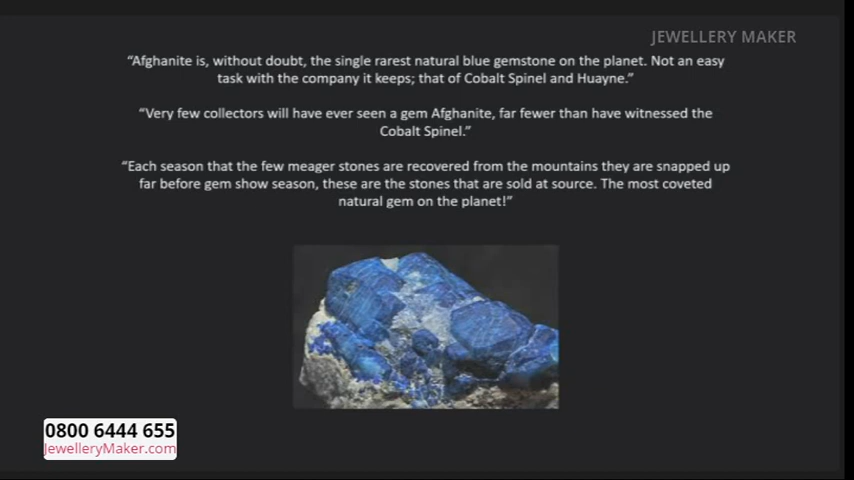 JEWELLERY MAKER
“Afghanite is, without doubt, the single rarest natural blue gemstone on the planet. Not an easy
task with the company it keeps; that of Cobalt Spinel and Huayne.”
“Very few collectors will have ever seen a gem Afghanite, far fewer than have witnessed the
Cobalt Spinel.”
“Each season that the few meager stones are recovered from the mountains they are snapped up
far before gem show season, these are the stones that are sold at source. The most coveted
natural gem on the planet!”
0800 6444 655
JewelleryMaker.com